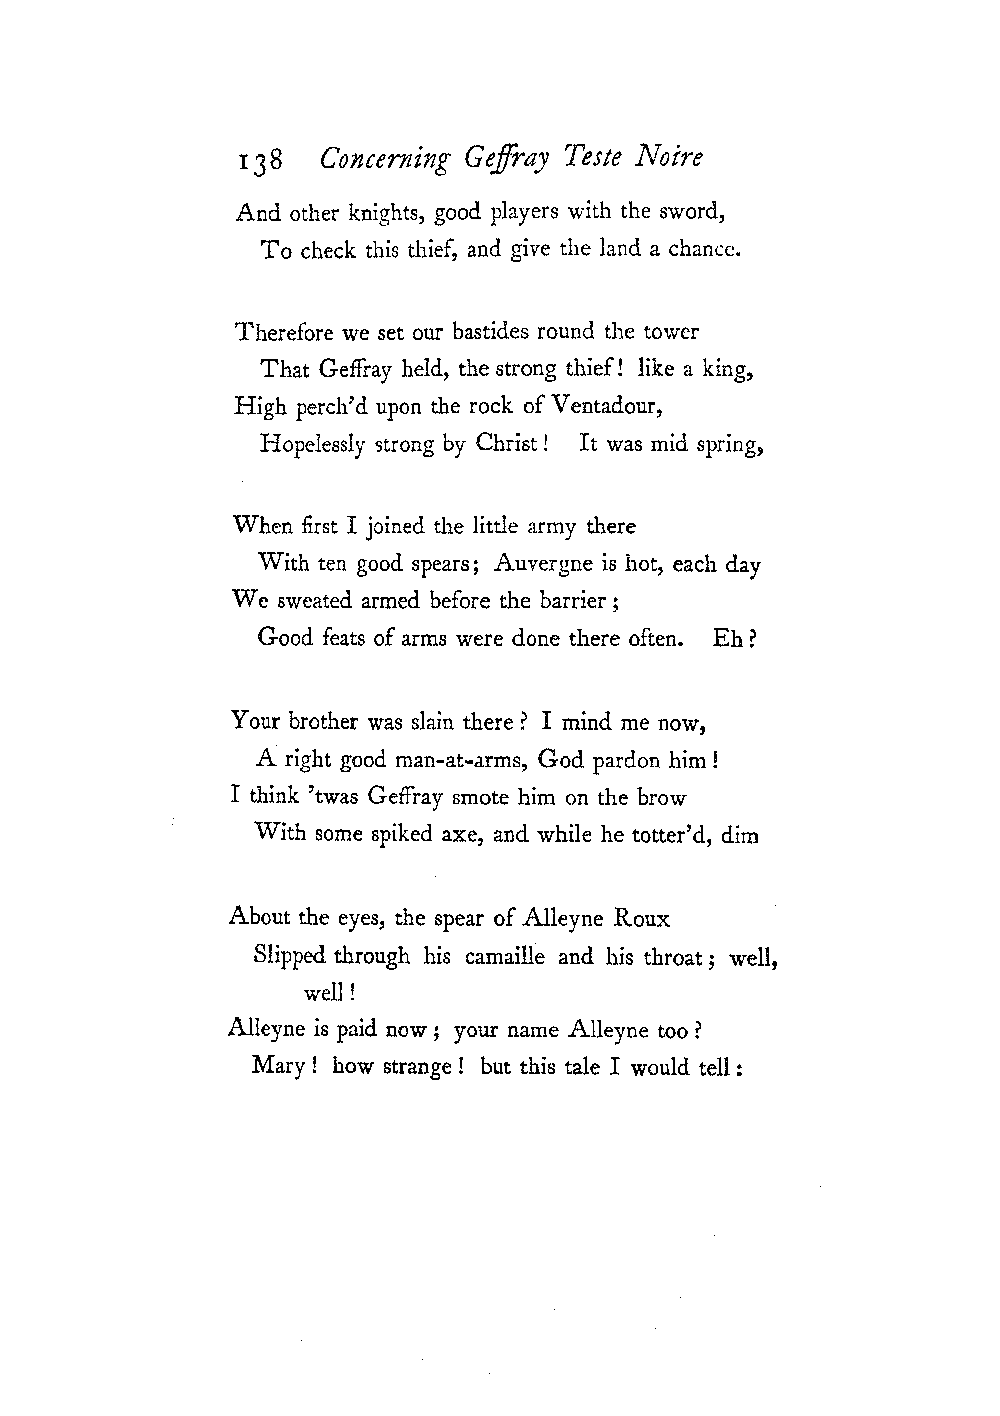 138 Concerning Geffray Teste Noire
And other knights, good players with the sword,
To check this thief, and give the land a chance.
Therefore we set our bastides round the tower
That Geffray held, the strong thief! like a king,
High perch'd upon the rock of Ventadour,
Hopelessly strong by Christ! It was mid spring,
When first I joined the little army there
With ten good spears; Auvergne is hot, each day
We sweated armed before the barrier;
Good feats of arms were done there often. Eh?
Your brother was slain there? I mind me now,
A right good man-at-arms, God pardon him!
I think 'twas Geffray smote him on the brow
With some spiked axe, and while he totter'd, dim
About the eyes, the spear of Alleyne Roux
Slipped through his camaille and his throat; well,
well!
Alleyne is paid now; your name Alleyne too?
Mary! how strange! but this tale I would tell: